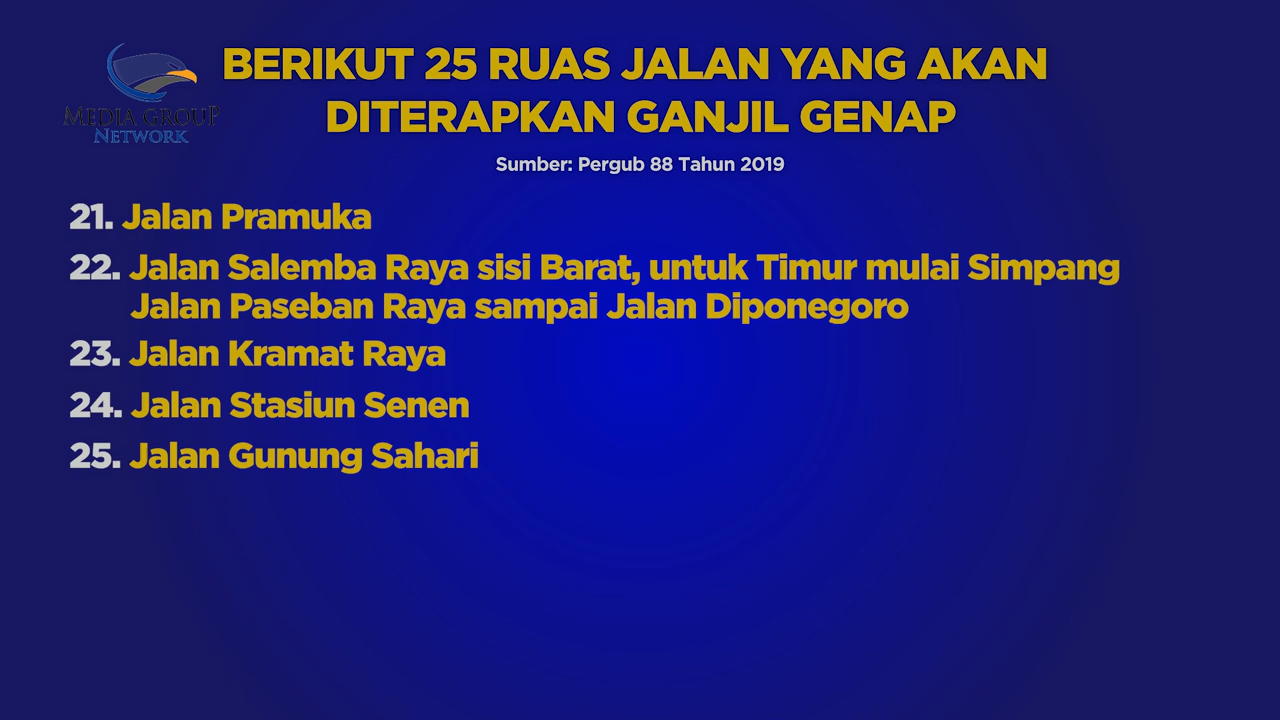 BERIKUT 25 RUAS JALAN YANG AKAN
DITERAPKAN GANJIL GENAP
MEDIA GROUP
NETWORK
Sumber: Pergub 88 Tahun 2019
21. Jalan Pramuka
22. Jalan Salemba Raya sisi Barat, untuk Timur mulai Simpang
Jalan Paseban Raya sampai Jalan Diponegoro
23. Jalan Kramat Raya
24. Jalan Stasiun Senen
25. Jalan Gunung Sahari